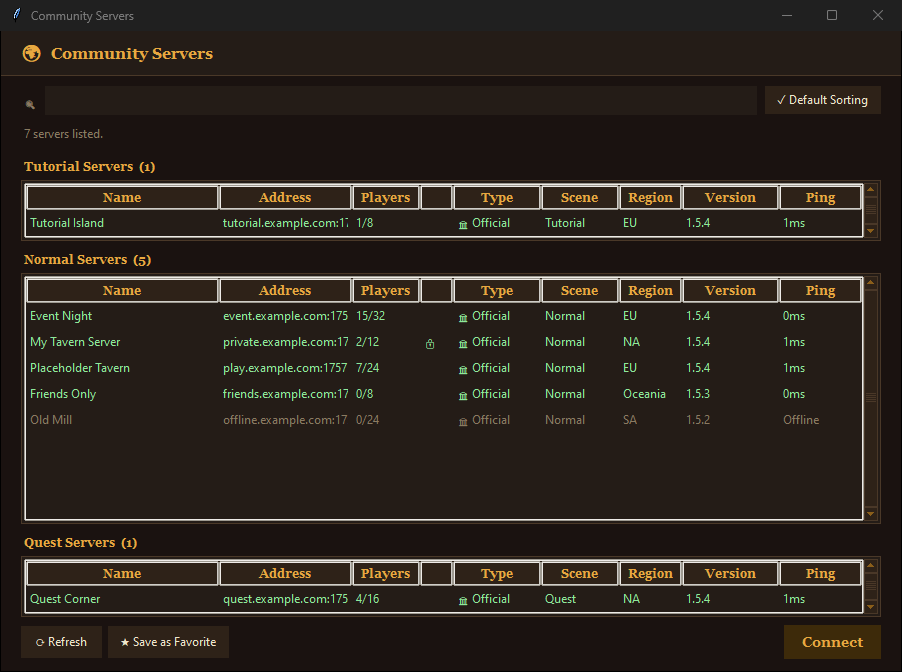 Community Servers
Community Servers
✓ Default Sorting
7 servers listed.
Tutorial Servers (1)
Name Address Players Type Scene Region Version Ping
Tutorial Island tutorial.example.com:17 1/8 Official Tutorial EU 1.5.4 1ms
Normal Servers (5)
Name Address Players Type Scene Region Version Ping
Event Night event.example.com:175 15/32 Official Normal EU 1.5.4 0ms
My Tavern Server private.example.com:17 2/12 Official Normal NA 1.5.4 1ms
Placeholder Tavern play.example.com:1757 7/24 Official Normal EU 1.5.4 1ms
Friends Only friends.example.com:17 0/8 Official Normal Oceania 1.5.3 0ms
Old Mill offline.example.com:17 0/24 Official Normal SA 1.5.2 Offline
Quest Servers (1)
Name Address Players Type Scene Region Version Ping
Quest Corner quest.example.com:175 4/16 Official Quest NA 1.5.4 1ms
⟳ Refresh ★ Save as Favorite Connect